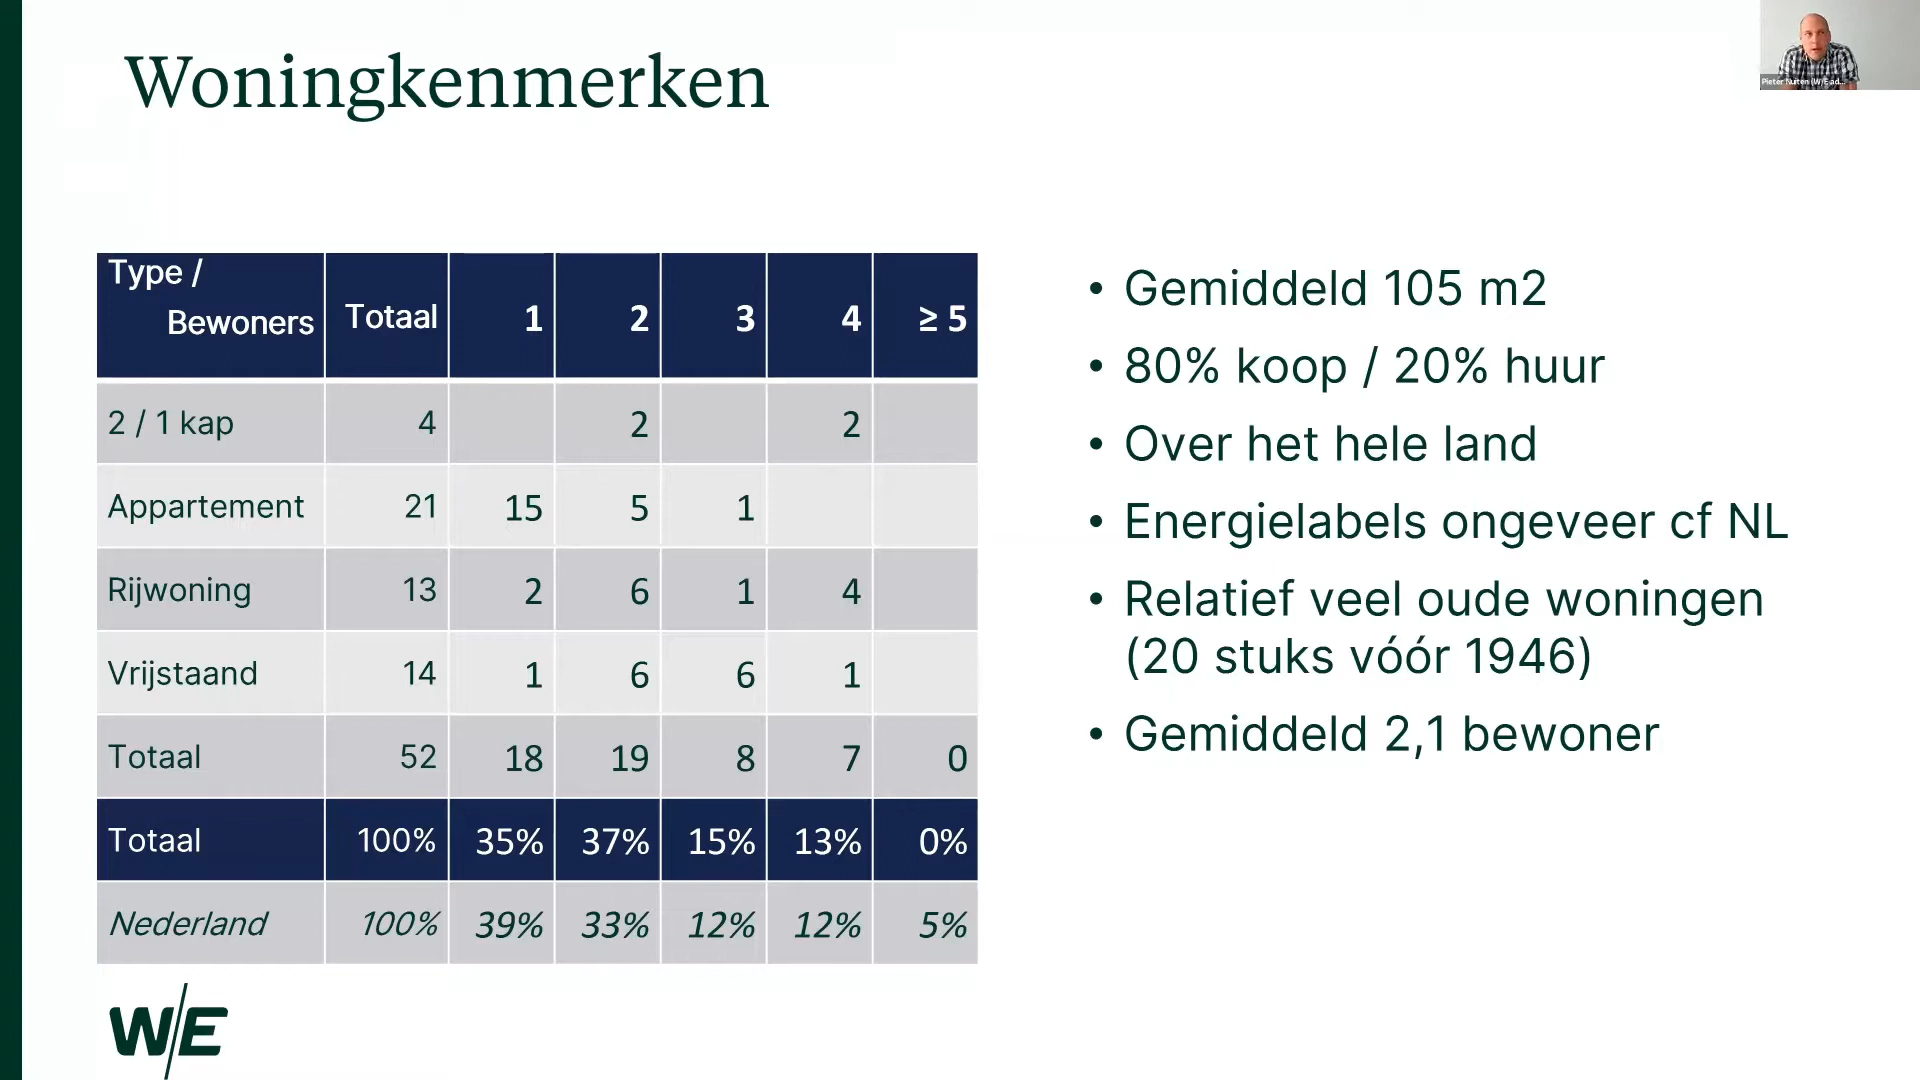 Woningkenmerken
Pieter Nuiten (W/E ad...
Type /
Bewoners Totaal 1 2 3 4 ≥ 5
2 / 1 kap 4 2 2
Appartement 21 15 5 1
Rijwoning 13 2 6 1 4
Vrijstaand 14 1 6 6 1
Totaal 52 18 19 8 7 0
Totaal 100% 35% 37% 15% 13% 0%
Nederland 100% 39% 33% 12% 12% 5%
• Gemiddeld 105 m2
• 80% koop / 20% huur
• Over het hele land
• Energielabels ongeveer cf NL
• Relatief veel oude woningen
(20 stuks vóór 1946)
• Gemiddeld 2,1 bewoner
W/E